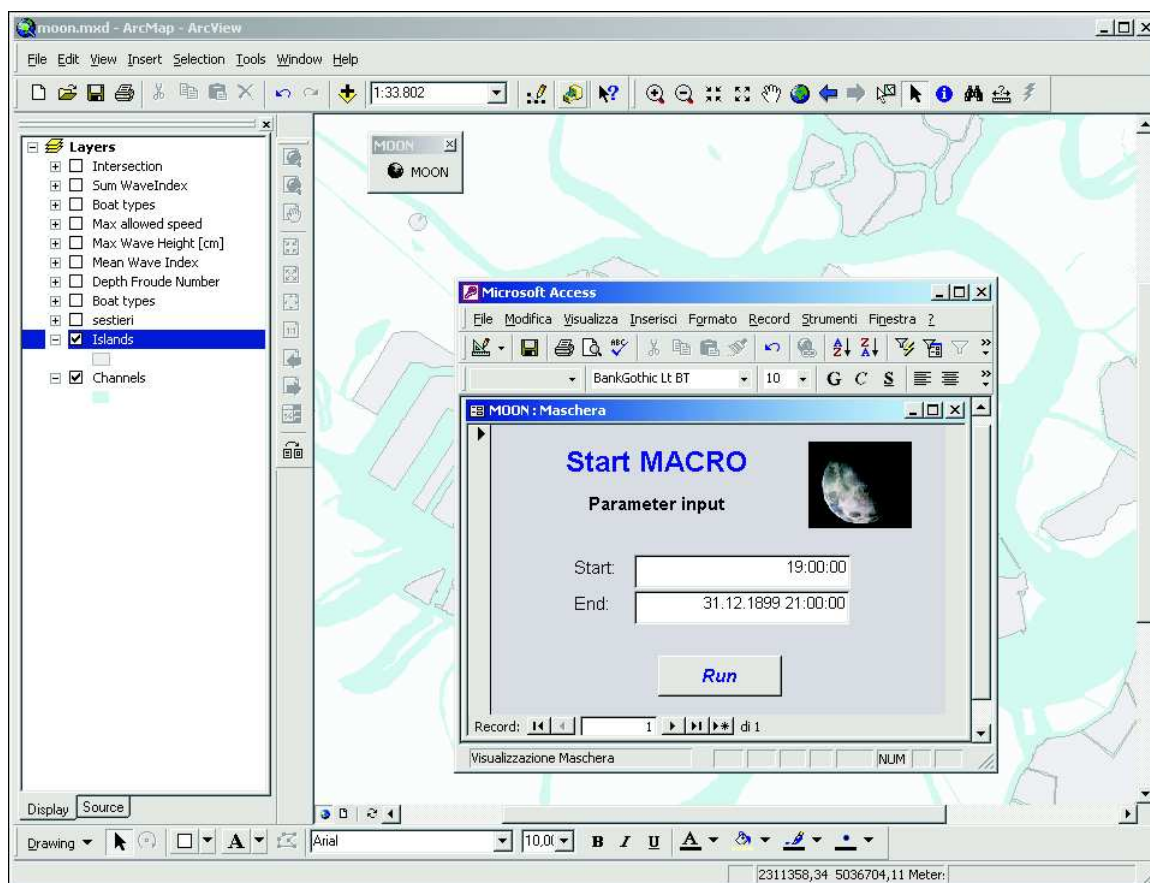 moon.mxd - ArcMap - ArcView
File Edit View Insert Selection Tools Window Help
1:33.802
Layers
Intersection
Sum WaveIndex
Boat types
Max allowed speed
Max Wave Height [cm]
Mean Wave Index
Depth Froude Number
Boat types
sestieri
Islands
Channels
1:1
MOON
MOON
Microsoft Access
File Modifica Visualizza Inserisci Formato Record Strumenti Finestra ?
BankGothic Lt BT 10 G C S
MOON : Maschera
Start MACRO
Parameter input
Start: 19:00:00
End: 31.12.1899 21:00:00
Run
Record: 1 di 1
Visualizzazione Maschera NUM
Display Source
Drawing A Arial 10,0 B I U A
2311358,34 5036704,11 Meter: